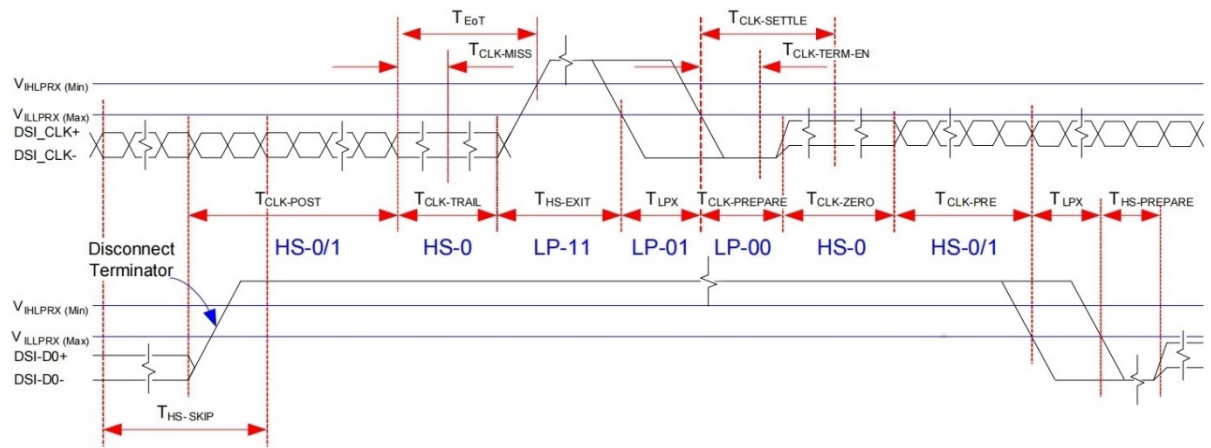 TEoT
TCLK-SETTLE
TCLK-MISS
TCLK-TERM-EN
VIHLPRX (Min)
VILLPRX (Max)
DSI_CLK+
DSI_CLK-
TCLK-POST
TCLK-TRAIL
THS-EXIT
TLPX
TCLK-PREPARE
TCLK-ZERO
TCLK-PRE
TLPX
THS-PREPARE
Disconnect
Terminator
HS-0/1
HS-0
LP-11
LP-01
LP-00
HS-0
HS-0/1
VIHLPRX (Min)
VILLPRX (Max)
DSI-D0+
DSI-D0-
THS-SKIP